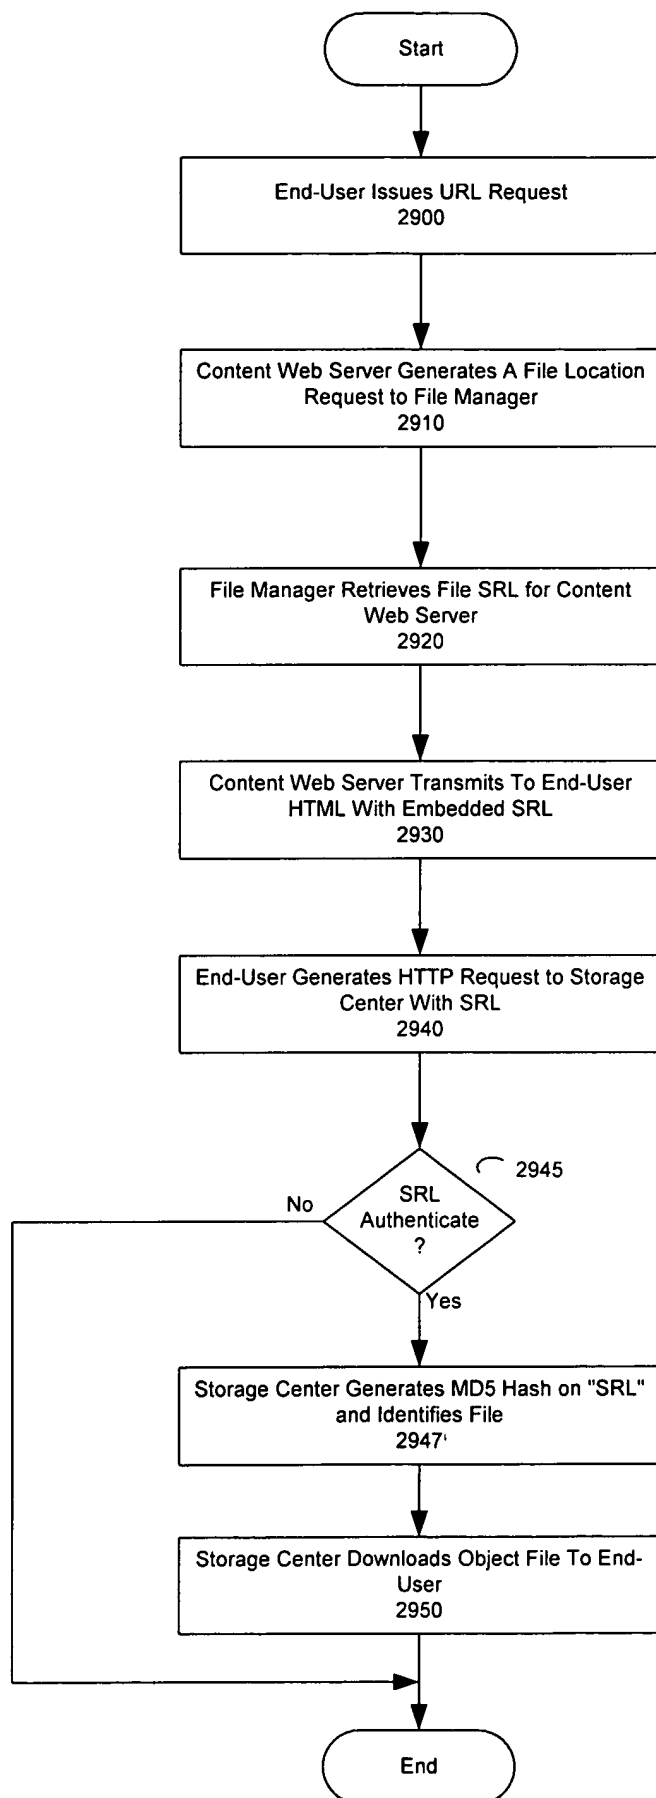 Start
End-User Issues URL Request
2900
Content Web Server Generates A File Location
Request to File Manager
2910
File Manager Retrieves File SRL for Content
Web Server
2920
Content Web Server Transmits To End-User
HTML With Embedded SRL
2930
End-User Generates HTTP Request to Storage
Center With SRL
2940
2945
SRL
Authenticate
?
No
Yes
Storage Center Generates MD5 Hash on "SRL"
and Identifies File
2947
Storage Center Downloads Object File To End-
User
2950
End